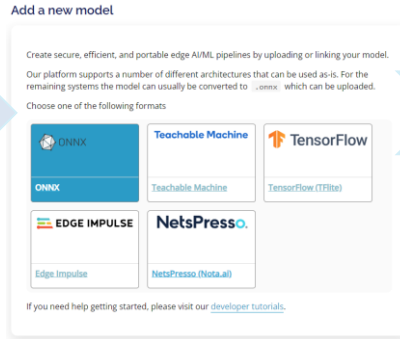 Add a new model
Create secure, efficient, and portable edge AI/ML pipelines by uploading or linking your model.
Our platform supports a number of different architectures that can be used as-is. For the
remaining systems the model can usually be converted to .onnx which can be uploaded.
Choose one of the following formats
ONNX
Teachable Machine
TensorFlow
ONNX
Teachable Machine
TensorFlow (TFlite)
EDGE IMPULSE
NetsPresso.
Edge Impulse
NetsPresso (Nota.ai)
If you need help getting started, please visit our developer tutorials.